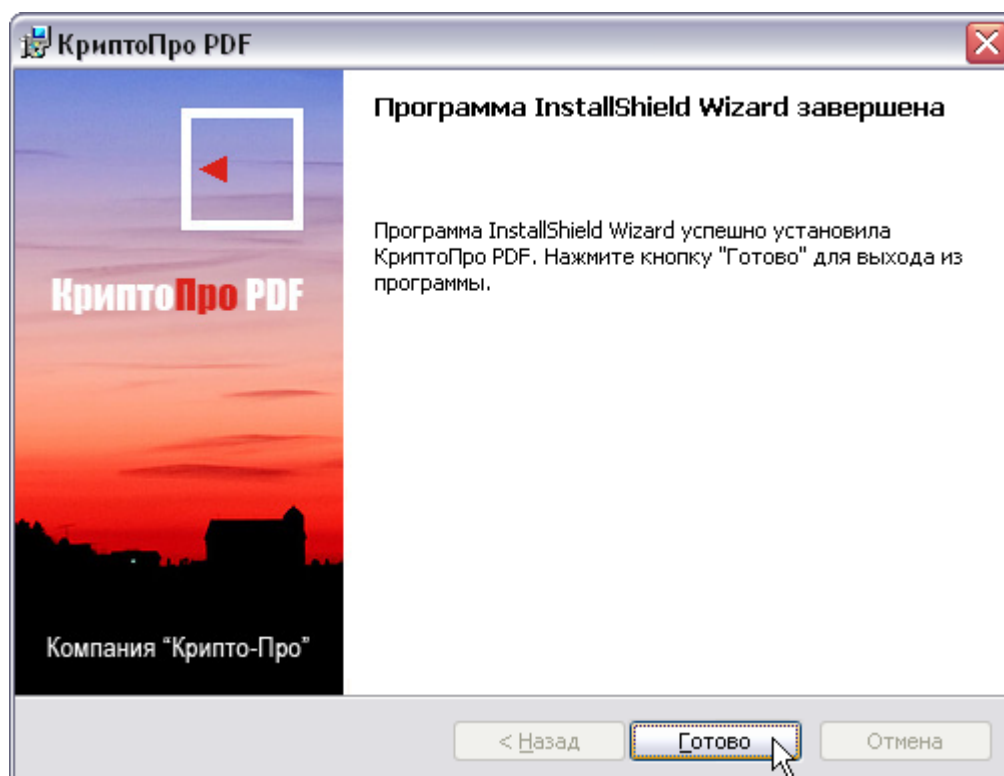 КриптоПро PDF
Программа InstallShield Wizard завершена
Программа InstallShield Wizard успешно установила
КриптоПро PDF. Нажмите кнопку "Готово" для выхода из
программы.
КриптоПро PDF
Компания “Крипто-Про”
< Назад
Готово
Отмена